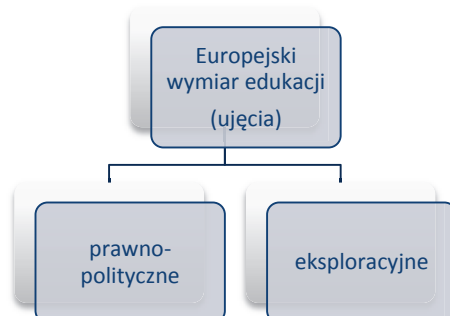 Europejski
wymiar edukacji
(ujęcia)
prawno-
polityczne
eksploracyjne